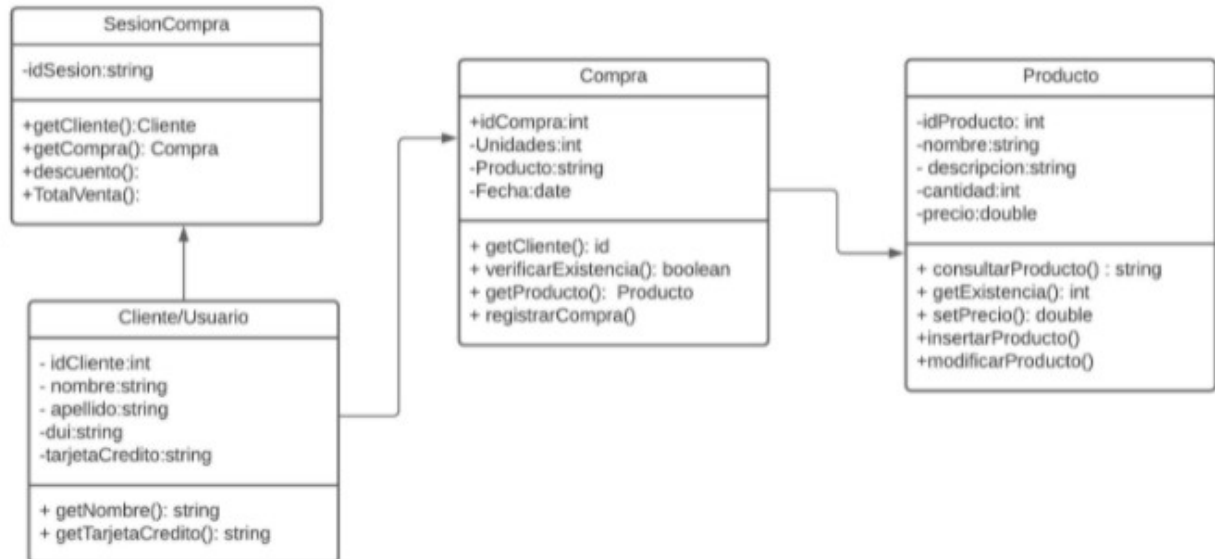 SesionCompra
-idSesion:string
+getCliente():Cliente
+getCompra(): Compra
+descuento():
+TotalVenta():
Cliente/Usuario
- idCliente:int
- nombre:string
- apellido:string
-dui:string
-tarjetaCredito:string
+ getNombre(): string
+ getTarjetaCredito(): string
Compra
+idCompra:int
-Unidades:int
-Producto:string
-Fecha:date
+ getCliente(): id
+ verificarExistencia(): boolean
+ getProducto():  Producto
+ registrarCompra()
Producto
-idProducto: int
-nombre:string
- descripcion:string
-cantidad:int
-precio:double
+ consultarProducto() : string
+ getExistencia(): int
+ setPrecio(): double
+insertarProducto()
+modificarProducto()